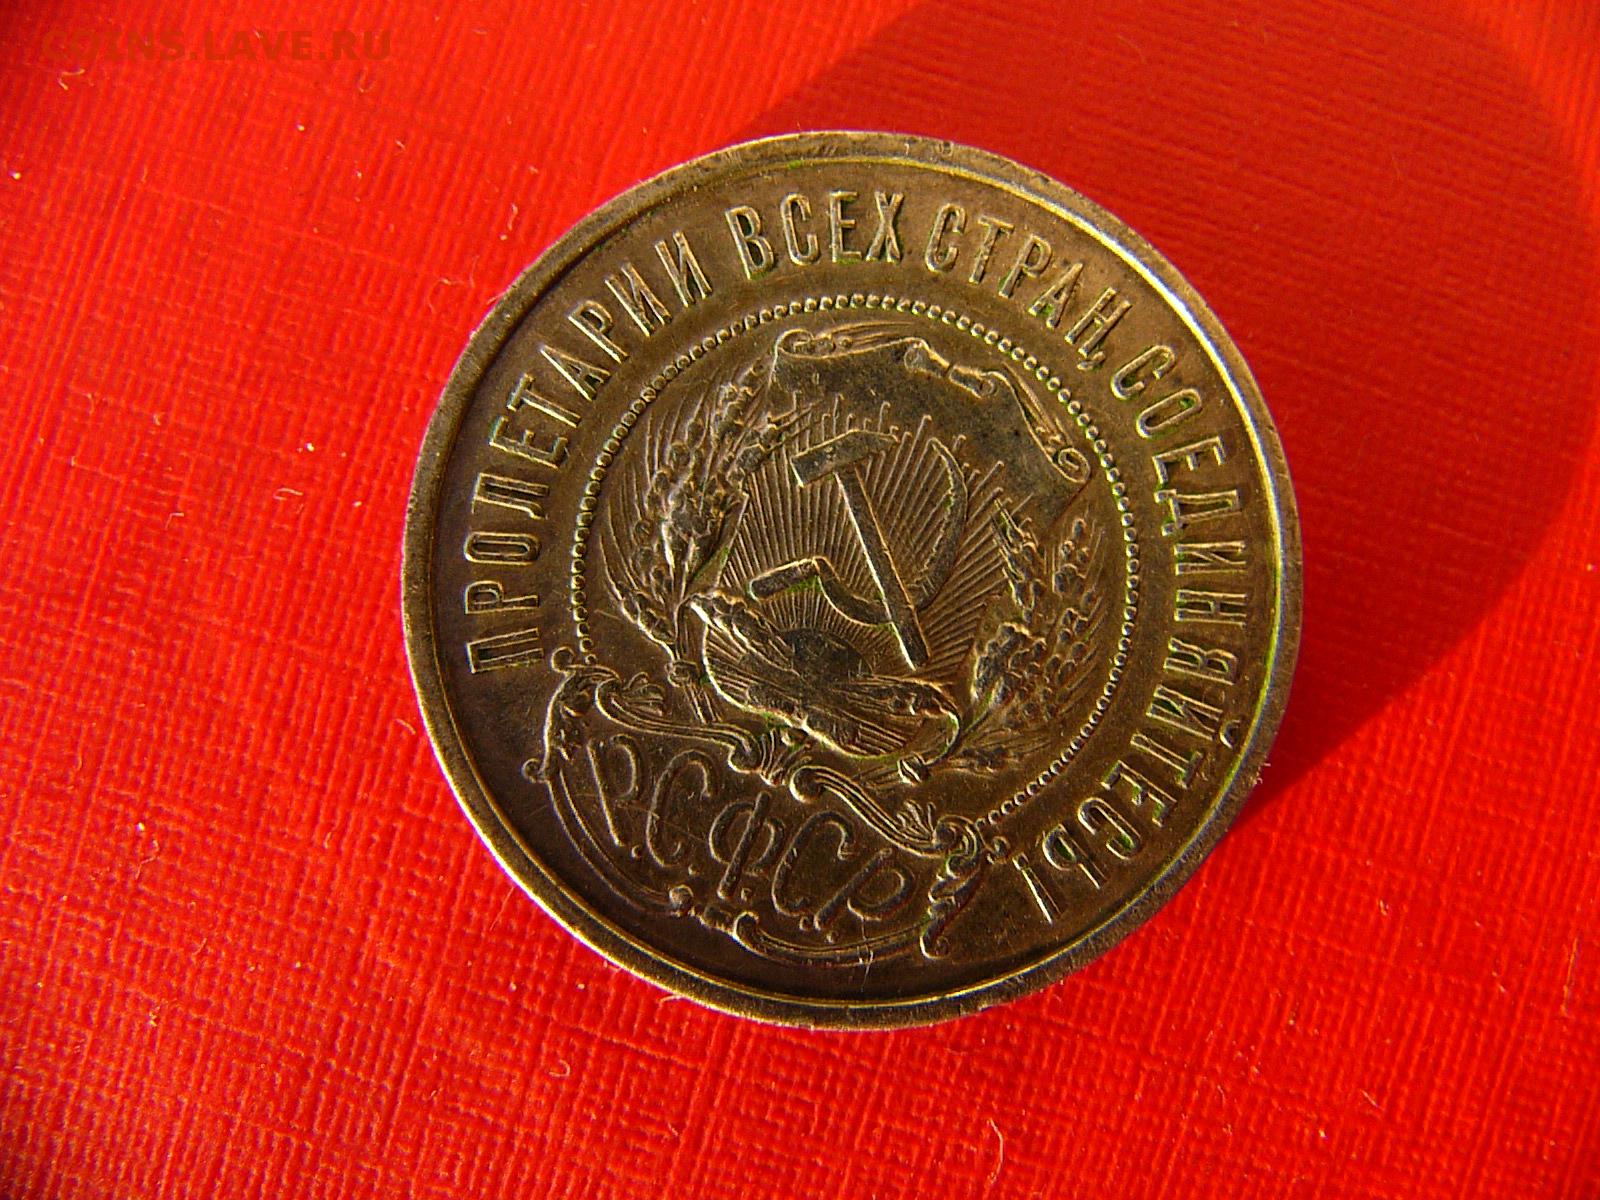 COINS.LAVE.RU
ПРОЛЕТАРИИ ВСЕХ СТРАН, СОЕДИНЯЙТЕСЬ!
Р.С.Ф.С.Р